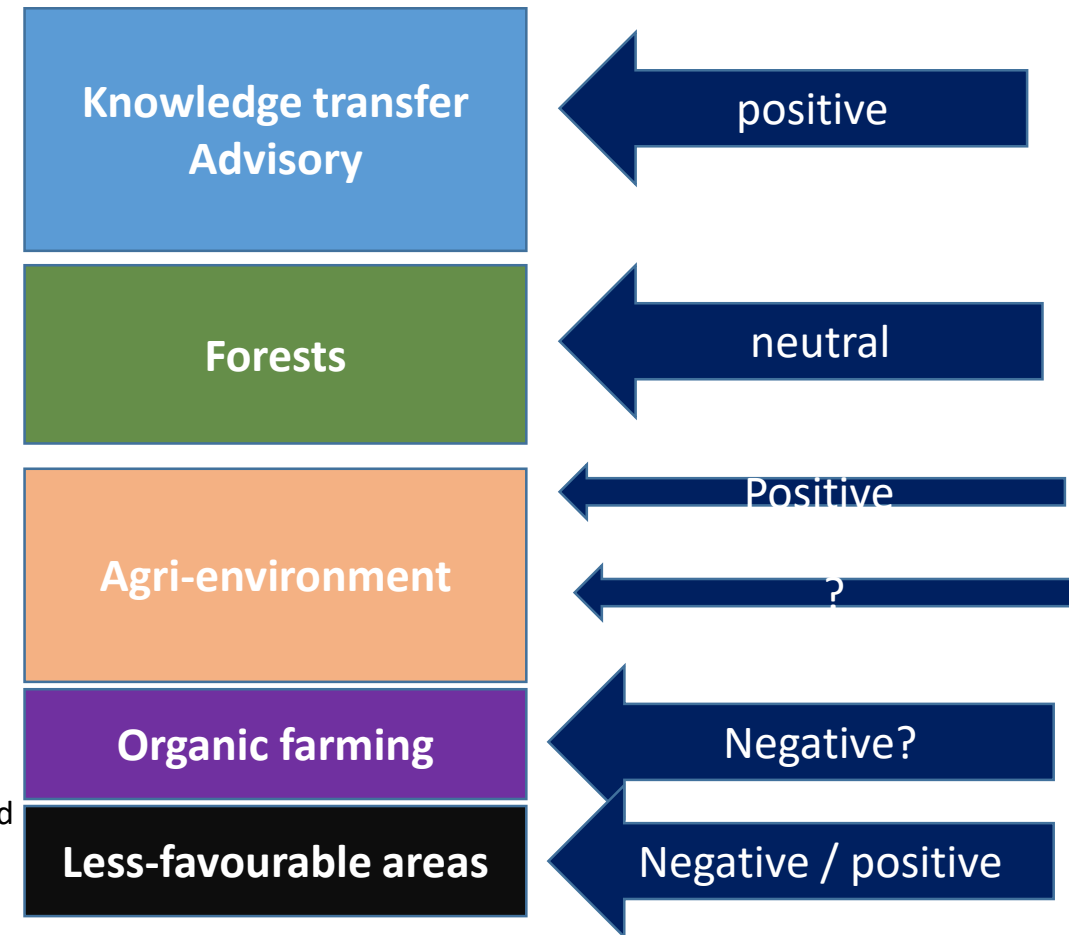 Knowledge transfer
Advisory
positive
Forests
neutral
Positive
Agri-environment
?
Organic farming
Negative?
d
Less-favourable areas
Negative / positive